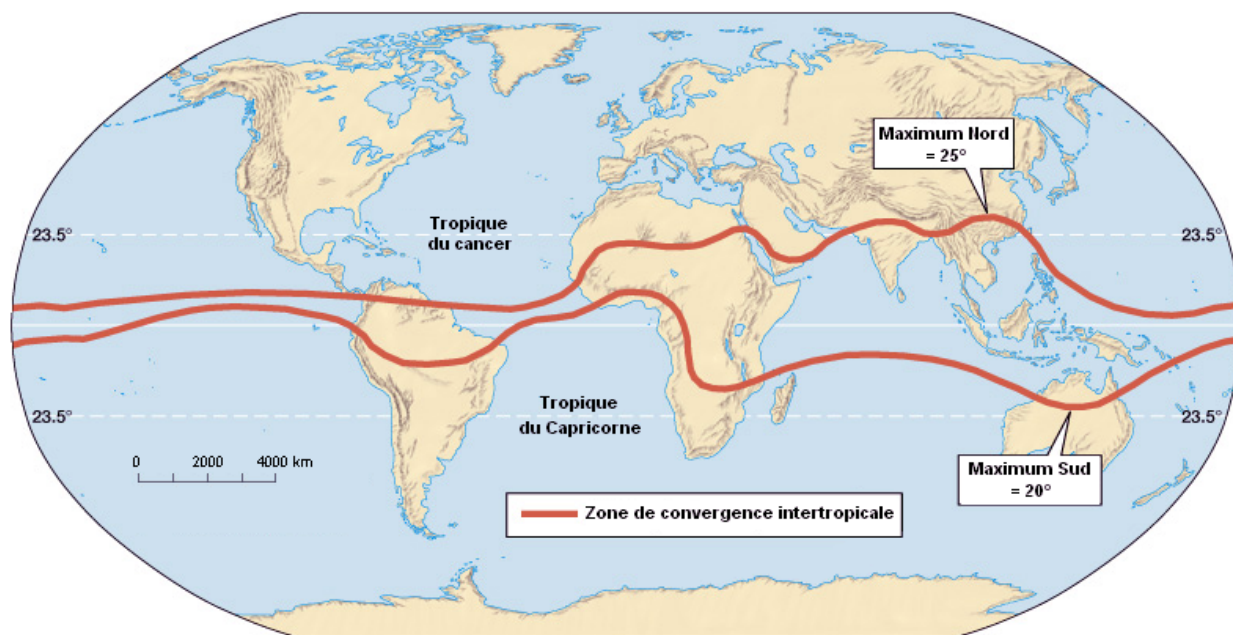 Maximum Nord
= 25°
Tropique
du cancer
23.5°
23.5°
Tropique
du Capricorne
23.5°
23.5°
0 2000 4000 km
Maximum Sud
= 20°
Zone de convergence intertropicale